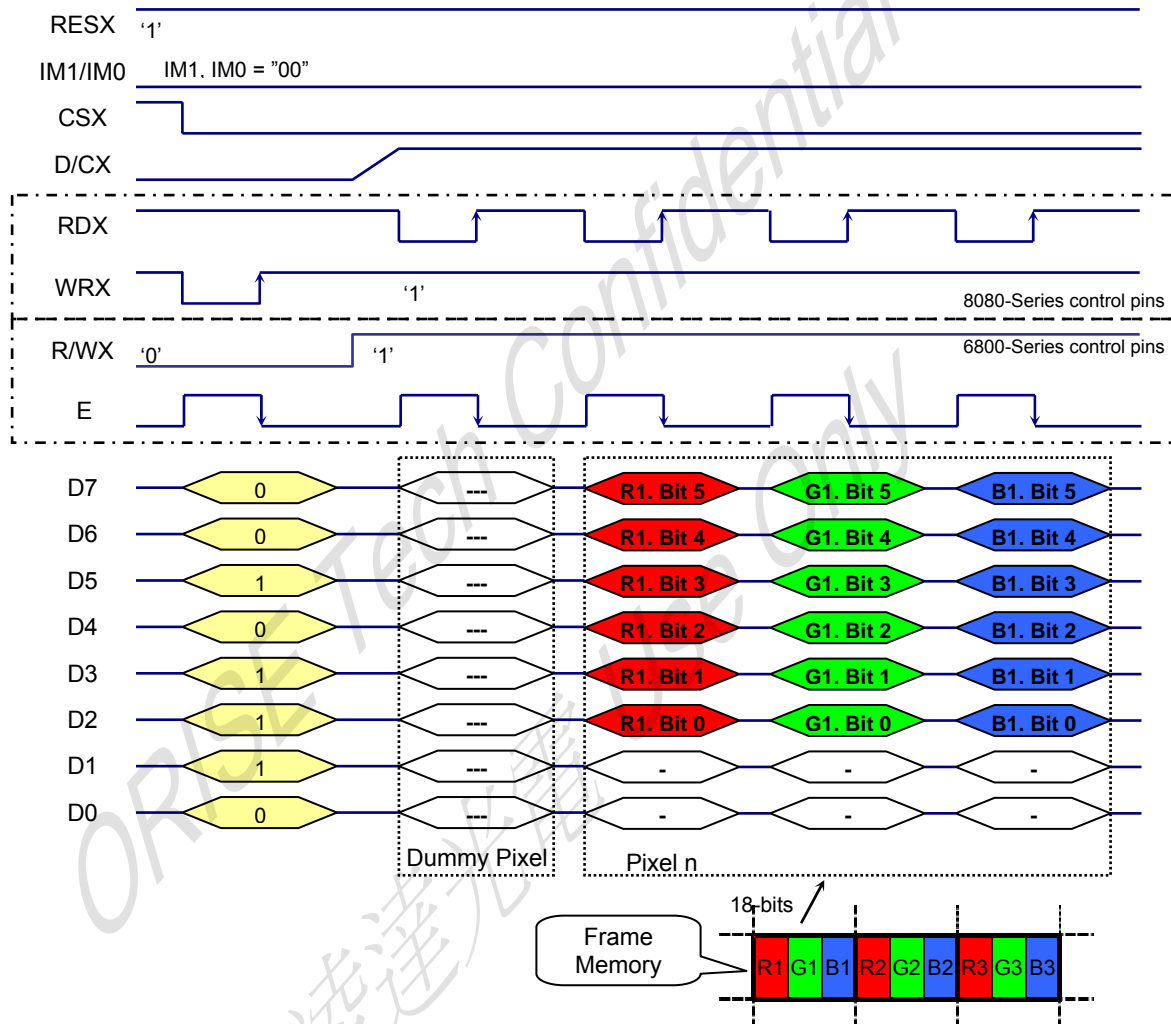 RESX '1'
IM1/IM0 IM1, IM0 = "00"
CSX
D/CX
RDX
WRX '1'
8080-Series control pins
R/WX '0' '1' 6800-Series control pins
E
D7 0 --- R1. Bit 5 G1. Bit 5 B1. Bit 5
D6 0 --- R1. Bit 4 G1. Bit 4 B1. Bit 4
D5 1 --- R1. Bit 3 G1. Bit 3 B1. Bit 3
D4 0 --- R1. Bit 2 G1. Bit 2 B1. Bit 2
D3 1 --- R1. Bit 1 G1. Bit 1 B1. Bit 1
D2 1 --- R1. Bit 0 G1. Bit 0 B1. Bit 0
D1 1 --- - - -
D0 0 --- - - -
Dummy Pixel Pixel n
18-bits
Frame
Memory
R1 G1 B1 R2 G2 B2 R3 G3 B3
ORISE Tech Confidential
Use Only
達光電